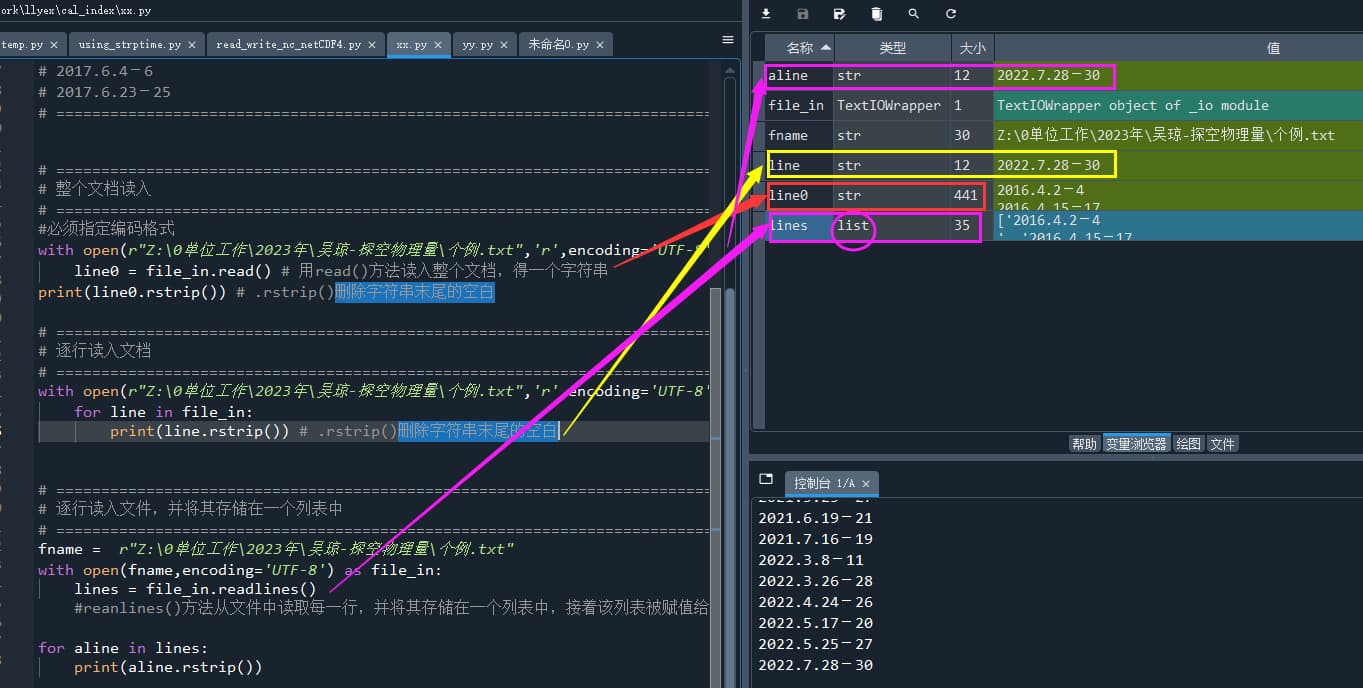 ork\llyex\cal_index\xx.py
temp.py ×
using_strptime.py ×
read_write_nc_netCDF4.py ×
xx.py ×
yy.py ×
未命名0.py ×
# 2017.6.4－6
# 2017.6.23－25
# =========================================================================
# =========================================================================
# 整个文档读入
# =========================================================================
#必须指定编码格式
with open(r"Z:\0单位工作\2023年\吴琼-探空物理量\个例.txt",'r',encoding='UTF-8'
line0 = file_in.read() # 用read()方法读入整个文档，得一个字符串
print(line0.rstrip()) # .rstrip()删除字符串末尾的空白
# =========================================================================
# 逐行读入文档
# =========================================================================
with open(r"Z:\0单位工作\2023年\吴琼-探空物理量\个例.txt",'r' encoding='UTF-8'
for line in file_in:
print(line.rstrip()) # .rstrip()删除字符串末尾的空白
# =========================================================================
# 逐行读入文件，并将其存储在一个列表中
# =========================================================================
fname =  r"Z:\0单位工作\2023年\吴琼-探空物理量\个例.txt"
with open(fname,encoding='UTF-8') as file_in:
lines = file_in.readlines()
#reanlines()方法从文件中读取每一行，并将其存储在一个列表中，接着该列表被赋值给
for aline in lines:
print(aline.rstrip())
名称 类型 大小 值
aline str 12 2022.7.28－30
file_in TextIOWrapper 1 TextIOWrapper object of _io module
fname str 30 Z:\0单位工作\2023年\吴琼-探空物理量\个例.txt
line str 12 2022.7.28－30
line0 str 441 2016.4.2－4
2016.4.15－17
lines list 35 ['2016.4.2－4
', '2016.4.15－17
帮助 变量浏览器 绘图 文件
控制台 1/A ×
2021.6.19－21
2021.7.16－19
2022.3.8－11
2022.3.26－28
2022.4.24－26
2022.5.17－20
2022.5.25－27
2022.7.28－30